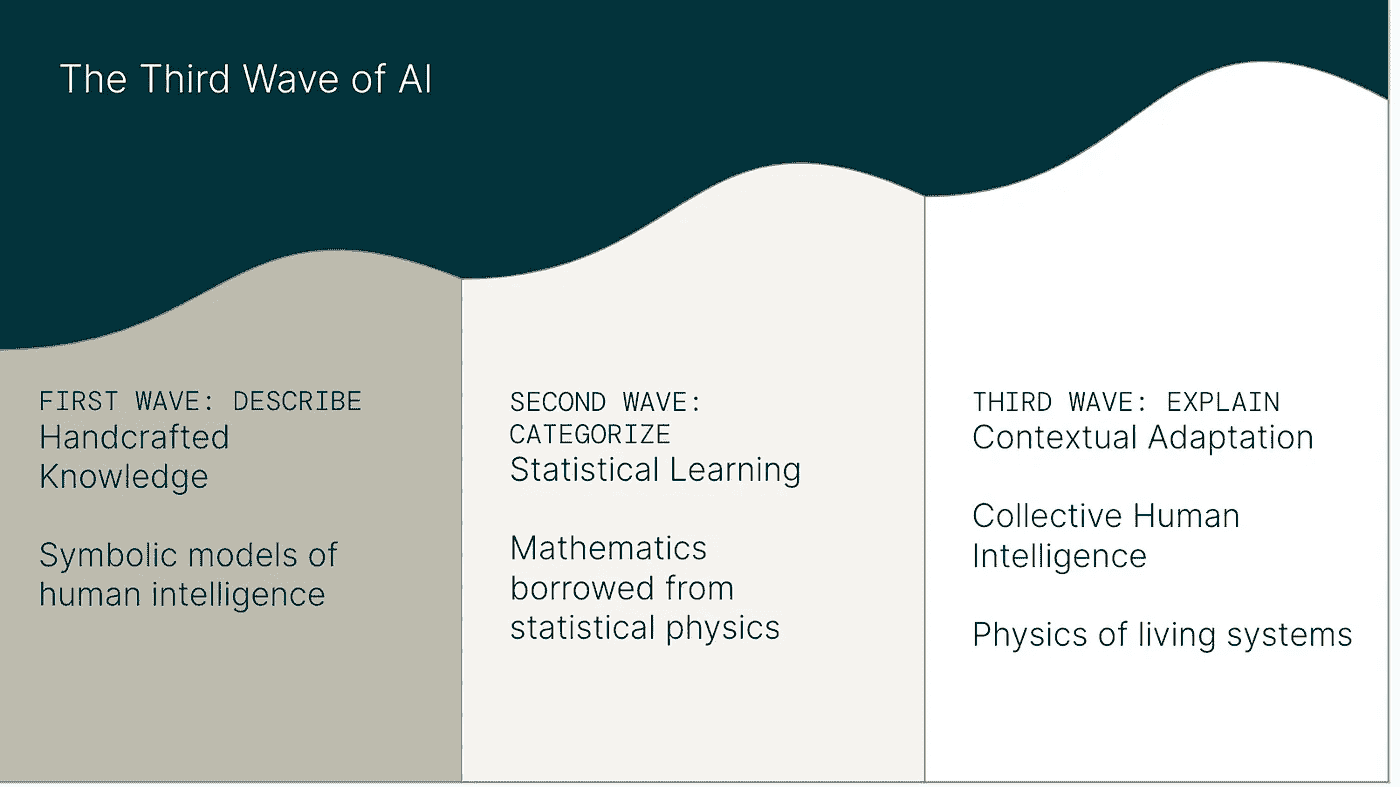 The Third Wave of AI
FIRST WAVE: DESCRIBE
Handcrafted
Knowledge
Symbolic models of
human intelligence
SECOND WAVE:
CATEGORIZE
Statistical Learning
Mathematics
borrowed from
statistical physics
THIRD WAVE: EXPLAIN
Contextual Adaptation
Collective Human
Intelligence
Physics of living systems